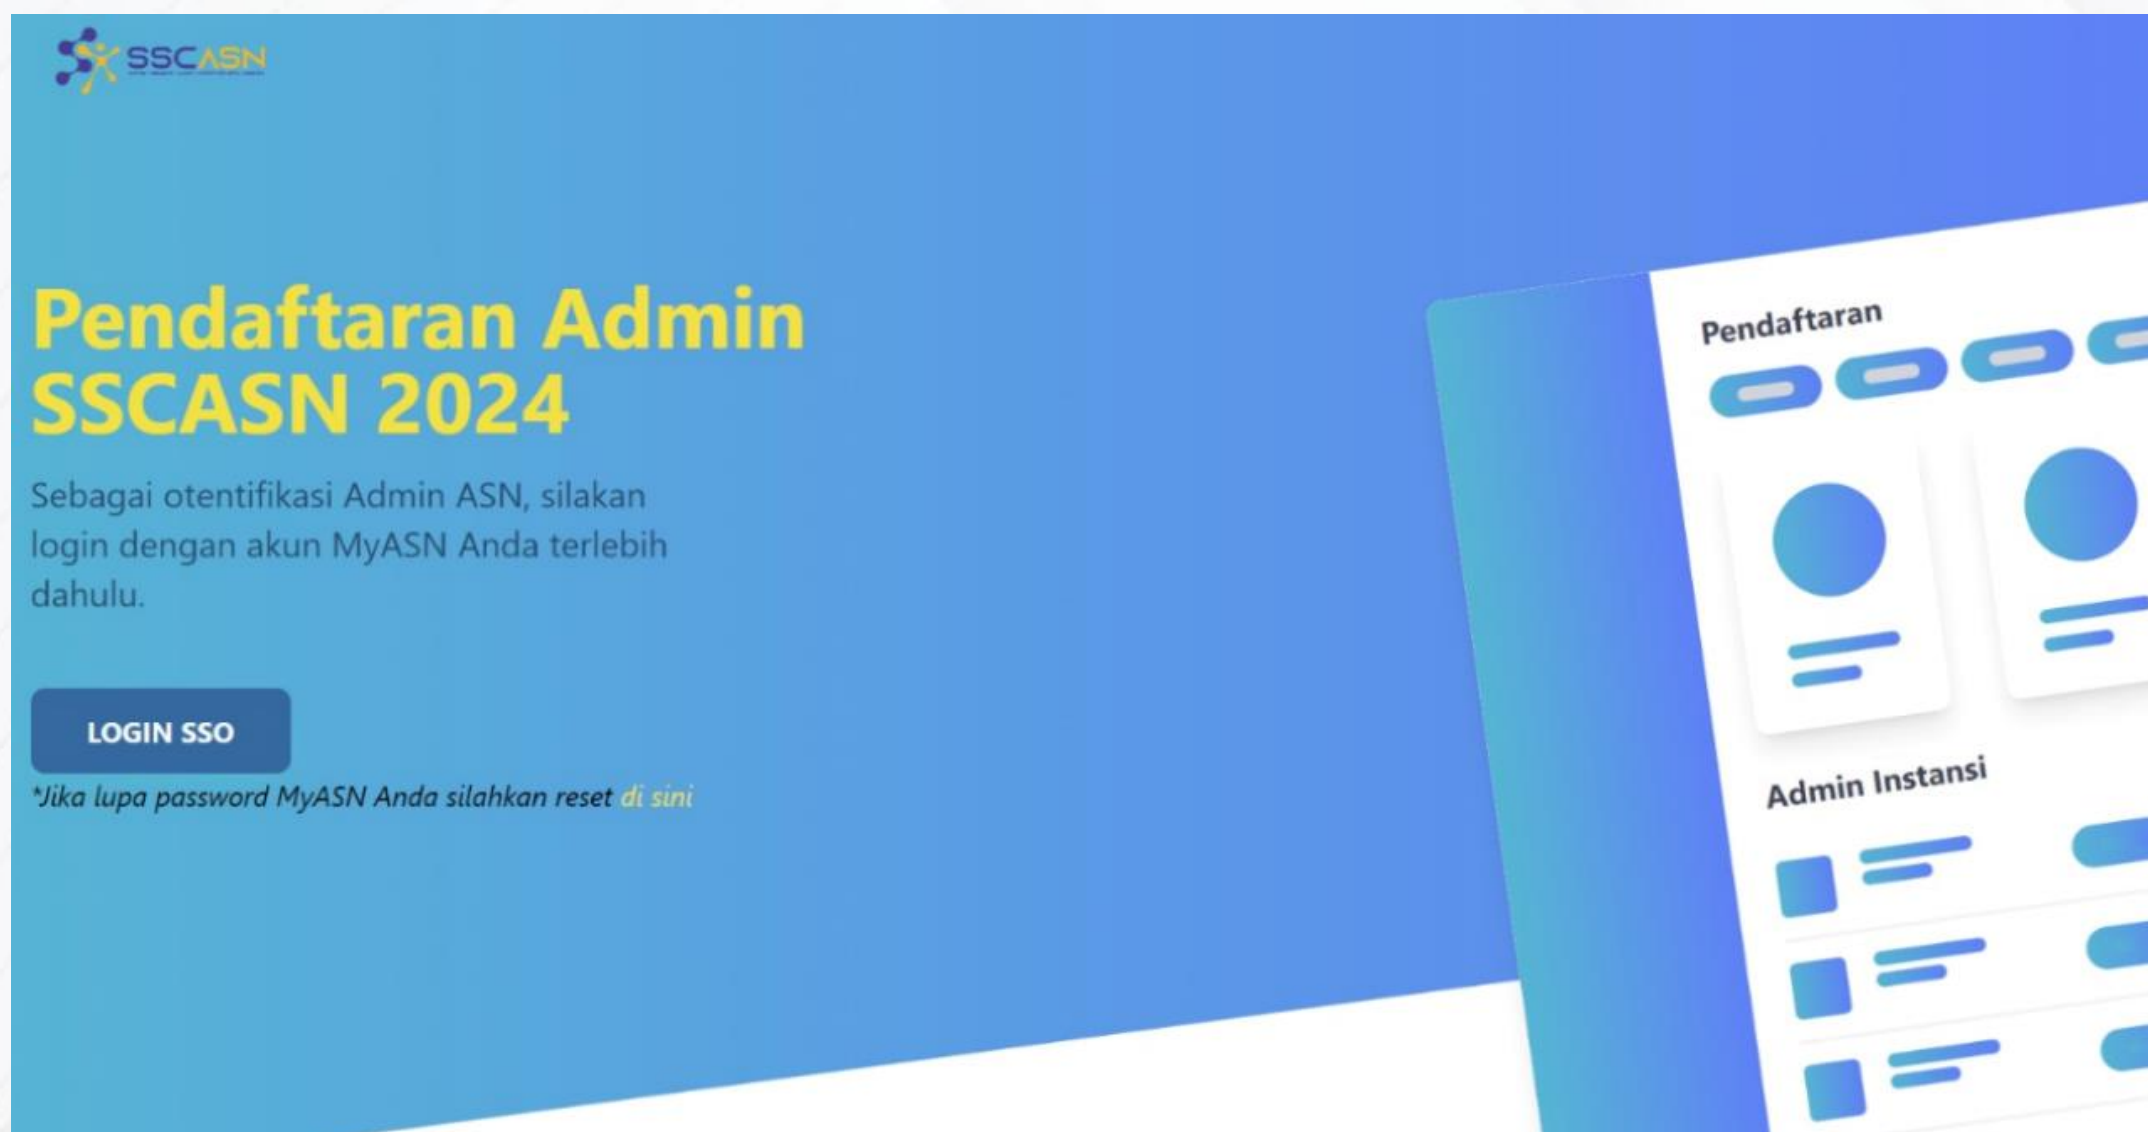 SSCASN
Pendaftaran Admin
SSCASN 2024
Sebagai otentifikasi Admin ASN, silakan
login dengan akun MyASN Anda terlebih
dahulu.
LOGIN SSO
*Jika lupa password MyASN Anda silahkan reset di sini
Pendaftaran
Admin Instansi